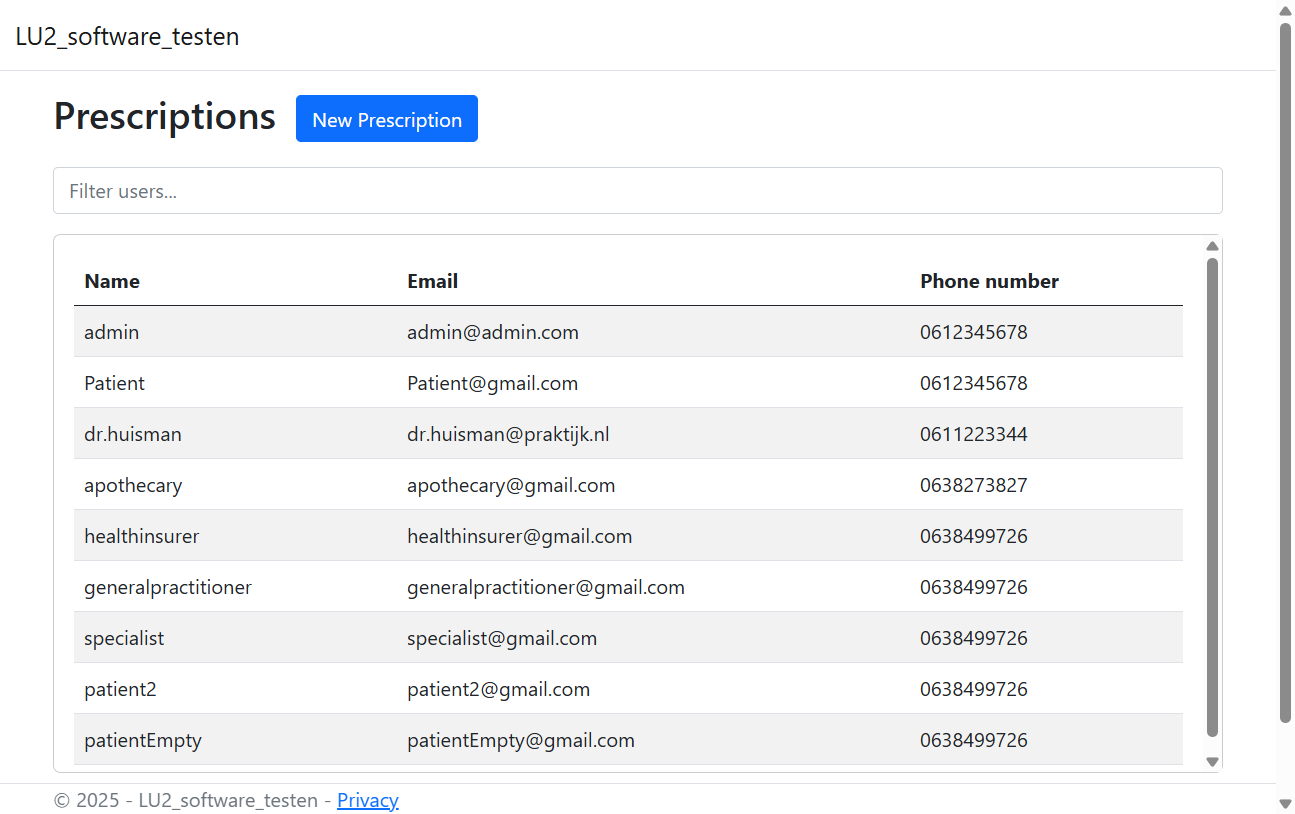 LU2_software_testen
Prescriptions New Prescription
Filter users...
Name Email Phone number
admin admin@admin.com 0612345678
Patient Patient@gmail.com 0612345678
dr.huisman dr.huisman@praktijk.nl 0611223344
apothecary apothecary@gmail.com 0638273827
healthinsurer healthinsurer@gmail.com 0638499726
generalpractitioner generalpractitioner@gmail.com 0638499726
specialist specialist@gmail.com 0638499726
patient2 patient2@gmail.com 0638499726
patientEmpty patientEmpty@gmail.com 0638499726
© 2025 - LU2_software_testen - Privacy